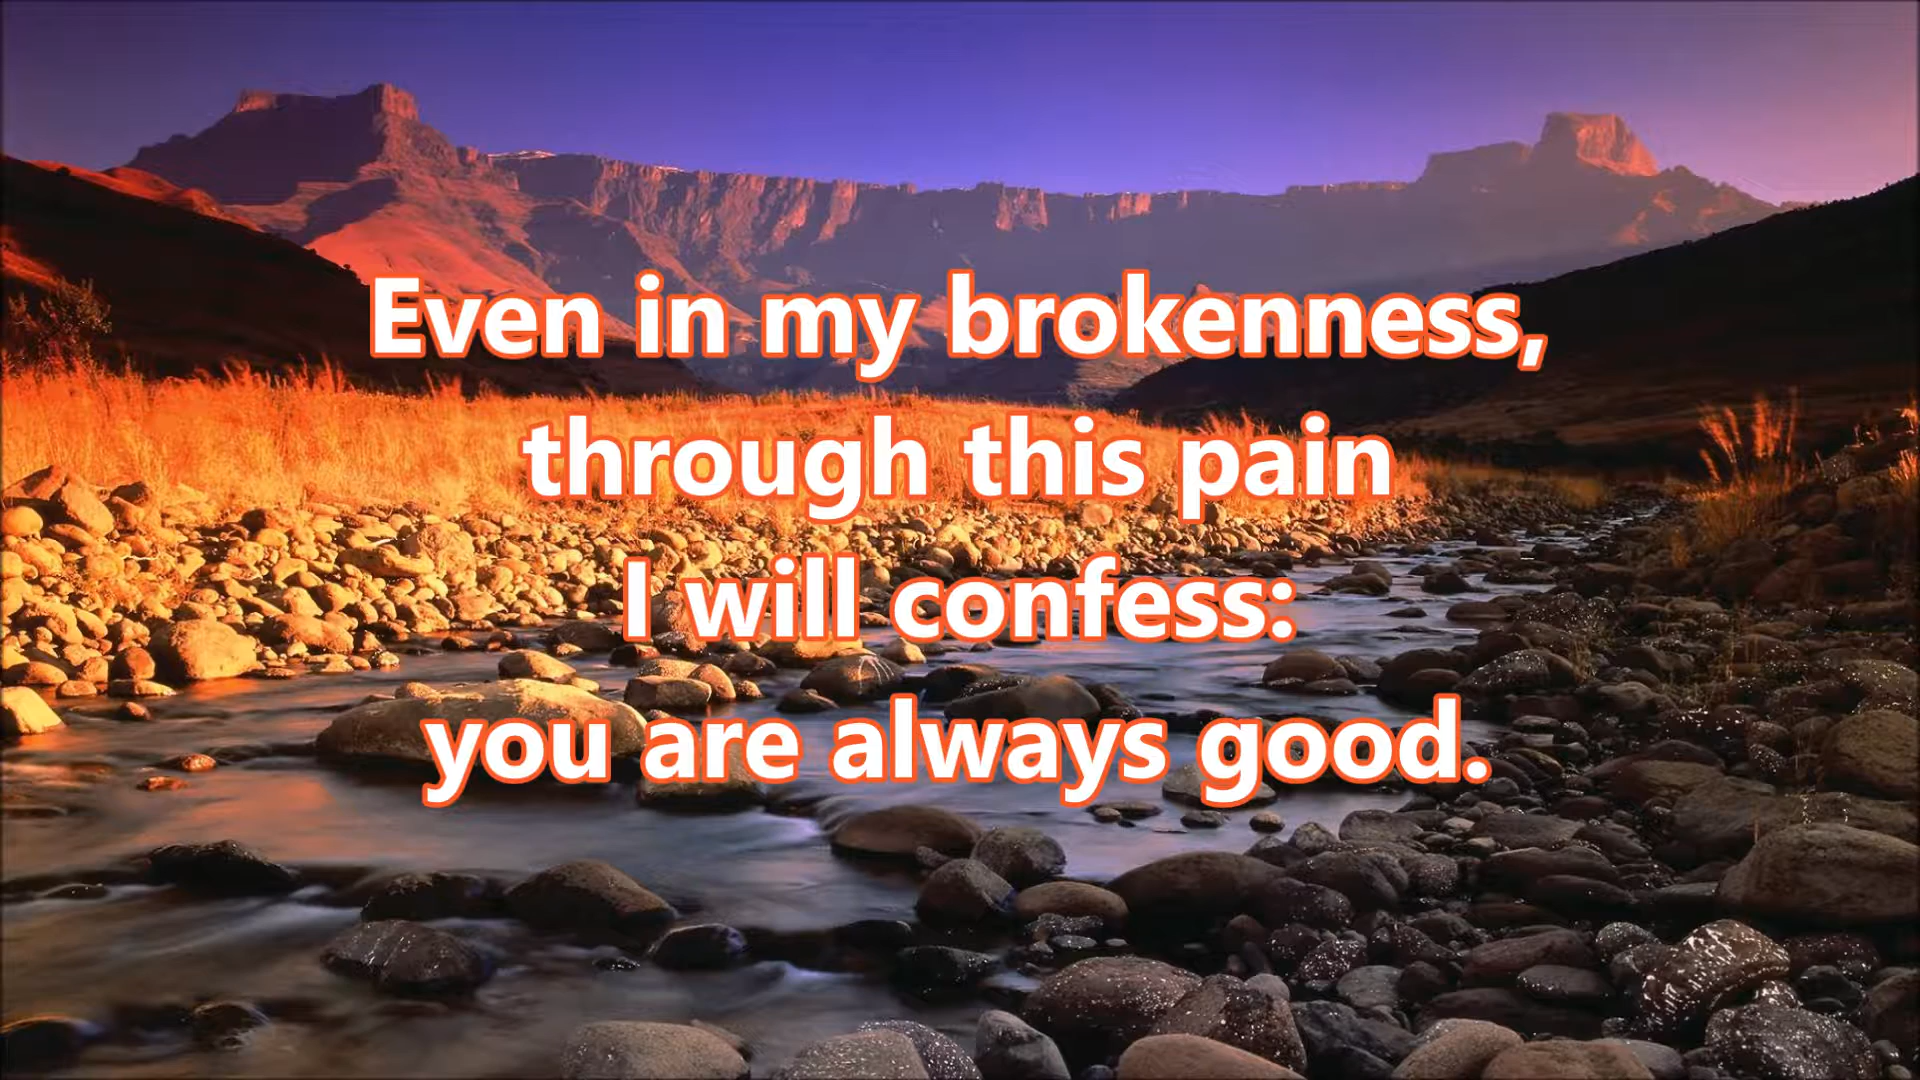 Even in my brokenness,
through this pain
I will confess:
you are always good.